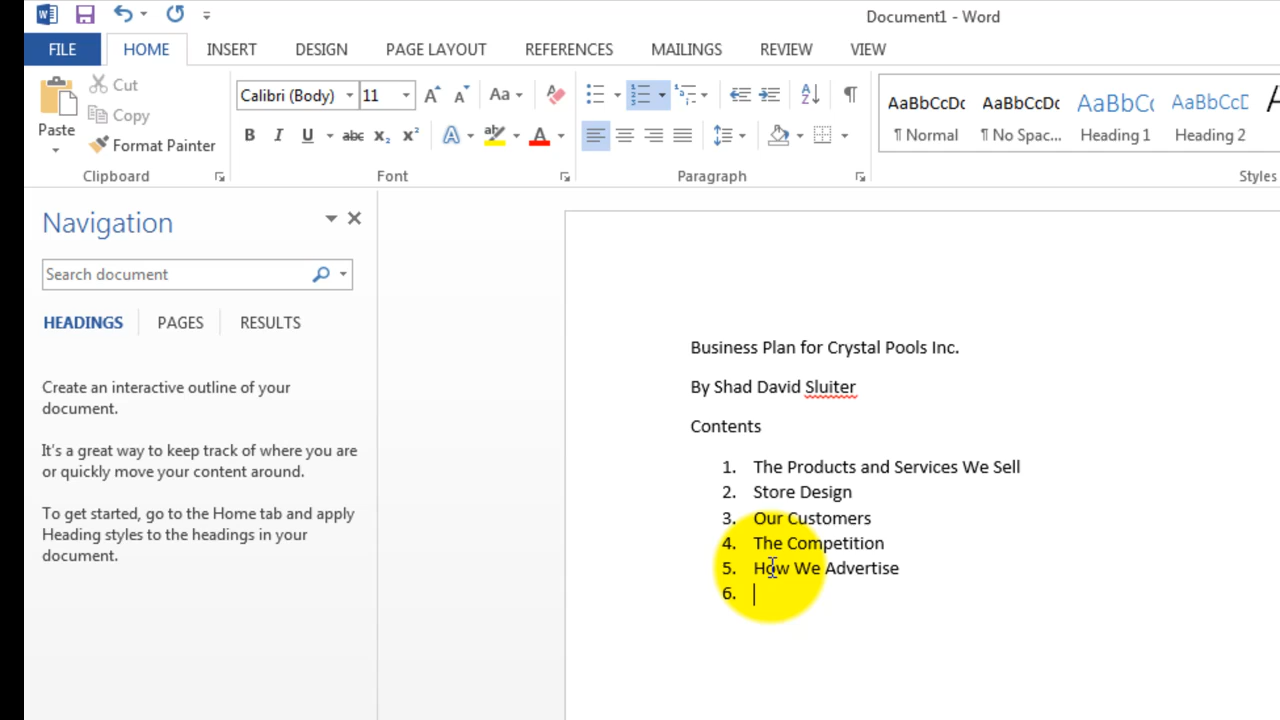 Document1 - Word
FILE HOME INSERT DESIGN PAGE LAYOUT REFERENCES MAILINGS REVIEW VIEW
Paste
Cut
Copy
Format Painter
Clipboard
Calibri (Body) 11
Font
Paragraph
AaBbCcDc AaBbCcDc AaBbC AaBbCcD
¶ Normal ¶ No Spac... Heading 1 Heading 2
Styles
Navigation
Search document
HEADINGS PAGES RESULTS
Create an interactive outline of your
document.
It's a great way to keep track of where you are
or quickly move your content around.
To get started, go to the Home tab and apply
Heading styles to the headings in your
document.
Business Plan for Crystal Pools Inc.
By Shad David Sluiter
Contents
1. The Products and Services We Sell
2. Store Design
3. Our Customers
4. The Competition
5. How We Advertise
6.